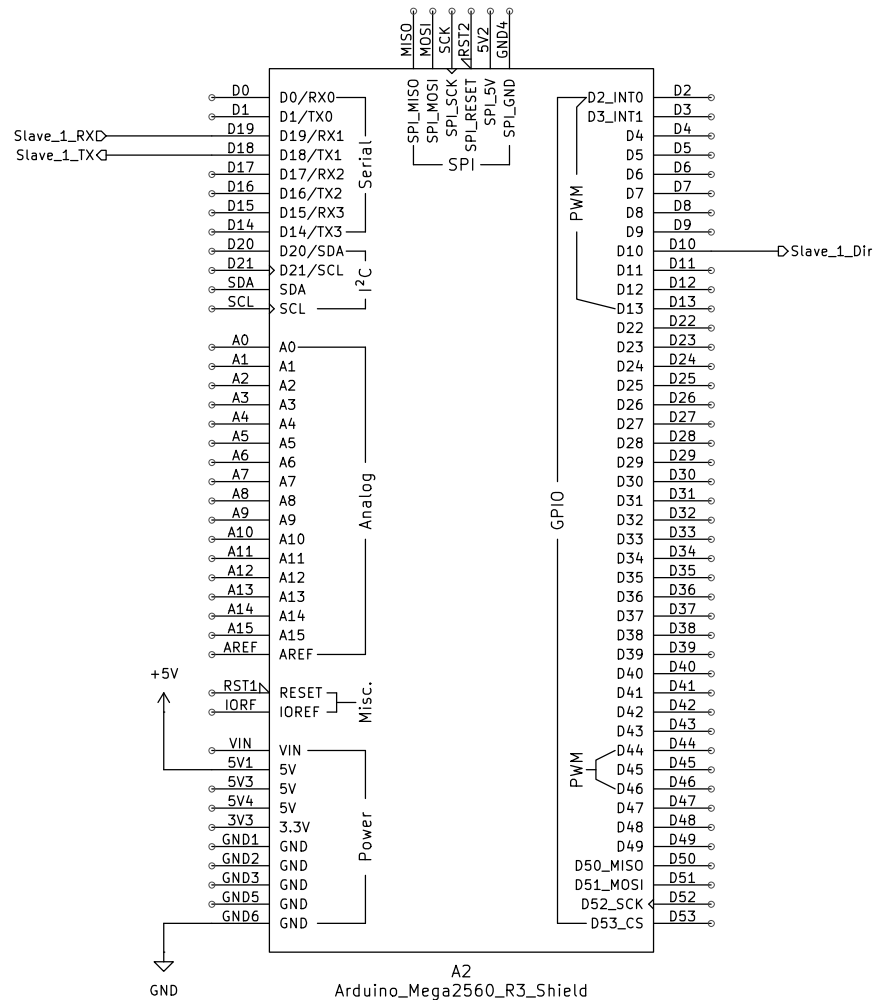 MISO MOSI SCK RST2 5V2 GND4
SPI_MISO SPI_MOSI SPI_SCK SPI_RESET SPI_5V SPI_GND
SPI
D0 D0/RX0 D2_INT0 D2
D1 D1/TX0 D3_INT1 D3
Slave_1_RX D19 D19/RX1 D4 D4
Slave_1_TX D18 D18/TX1 D5 D5
D17 D17/RX2 D6 D6
D16 D16/TX2 D7 D7
D15 D15/RX3 D8 D8
D14 D14/TX3 D9 D9
Serial
PWM
D20 D20/SDA D10 D10 Slave_1_Dir
D21 D21/SCL D11 D11
SDA SDA D12 D12
SCL SCL D13 D13
I²C
D22 D22
A0 A0 D23 D23
A1 A1 D24 D24
A2 A2 D25 D25
A3 A3 D26 D26
A4 A4 D27 D27
A5 A5 D28 D28
A6 A6 D29 D29
A7 A7 D30 D30
A8 A8 D31 D31
A9 A9 D32 D32
Analog
GPIO
A10 A10 D33 D33
A11 A11 D34 D34
A12 A12 D35 D35
A13 A13 D36 D36
A14 A14 D37 D37
A15 A15 D38 D38
AREF AREF D39 D39
+5V D40 D40
RST1 RESET D41 D41
IORF IOREF D42 D42
Misc.
D43 D43
VIN VIN D44 D44
5V1 5V D45 D45
PWM
5V3 5V D46 D46
5V4 5V D47 D47
3V3 3.3V D48 D48
GND1 GND D49 D49
Power
GND2 GND D50_MISO D50
GND3 GND D51_MOSI D51
GND5 GND D52_SCK D52
GND6 GND D53_CS D53
GND
A2
Arduino_Mega2560_R3_Shield